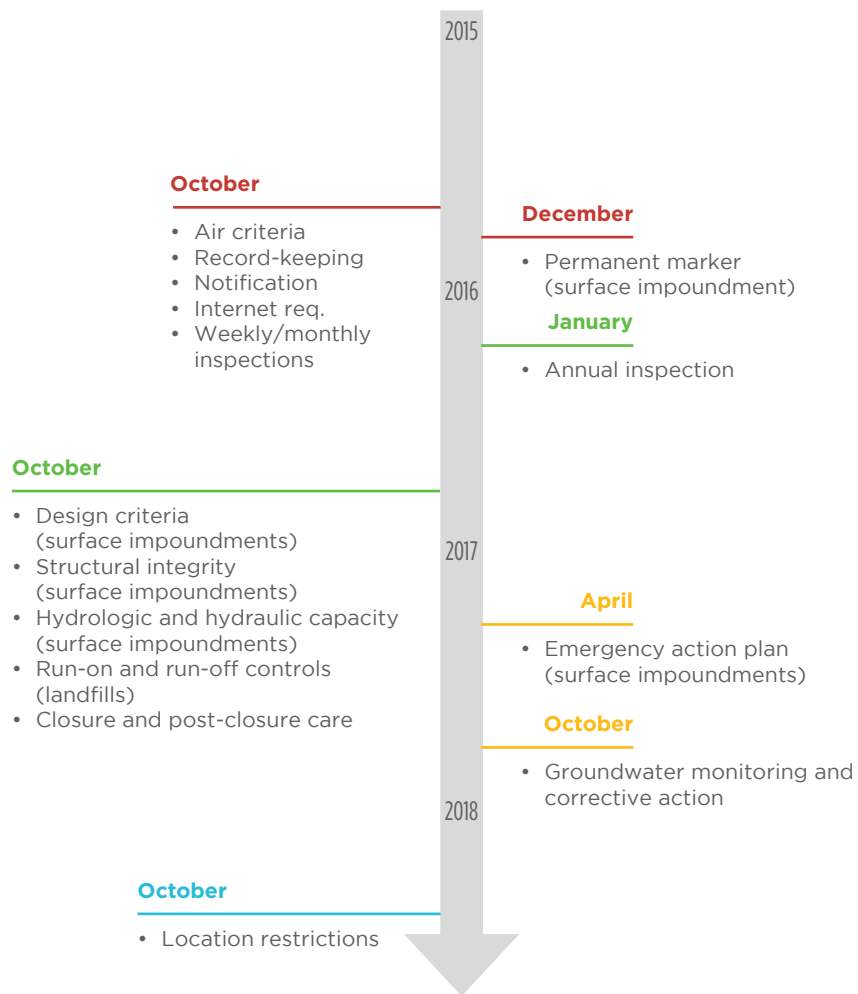 2015
October
• Air criteria
• Record-keeping
• Notification
• Internet req.
• Weekly/monthly
inspections
December
• Permanent marker
(surface impoundment)
2016
January
• Annual inspection
October
• Design criteria
(surface impoundments)
• Structural integrity
(surface impoundments)
• Hydrologic and hydraulic capacity
(surface impoundments)
• Run-on and run-off controls
(landfills)
• Closure and post-closure care
2017
April
• Emergency action plan
(surface impoundments)
October
• Groundwater monitoring and
corrective action
2018
October
• Location restrictions